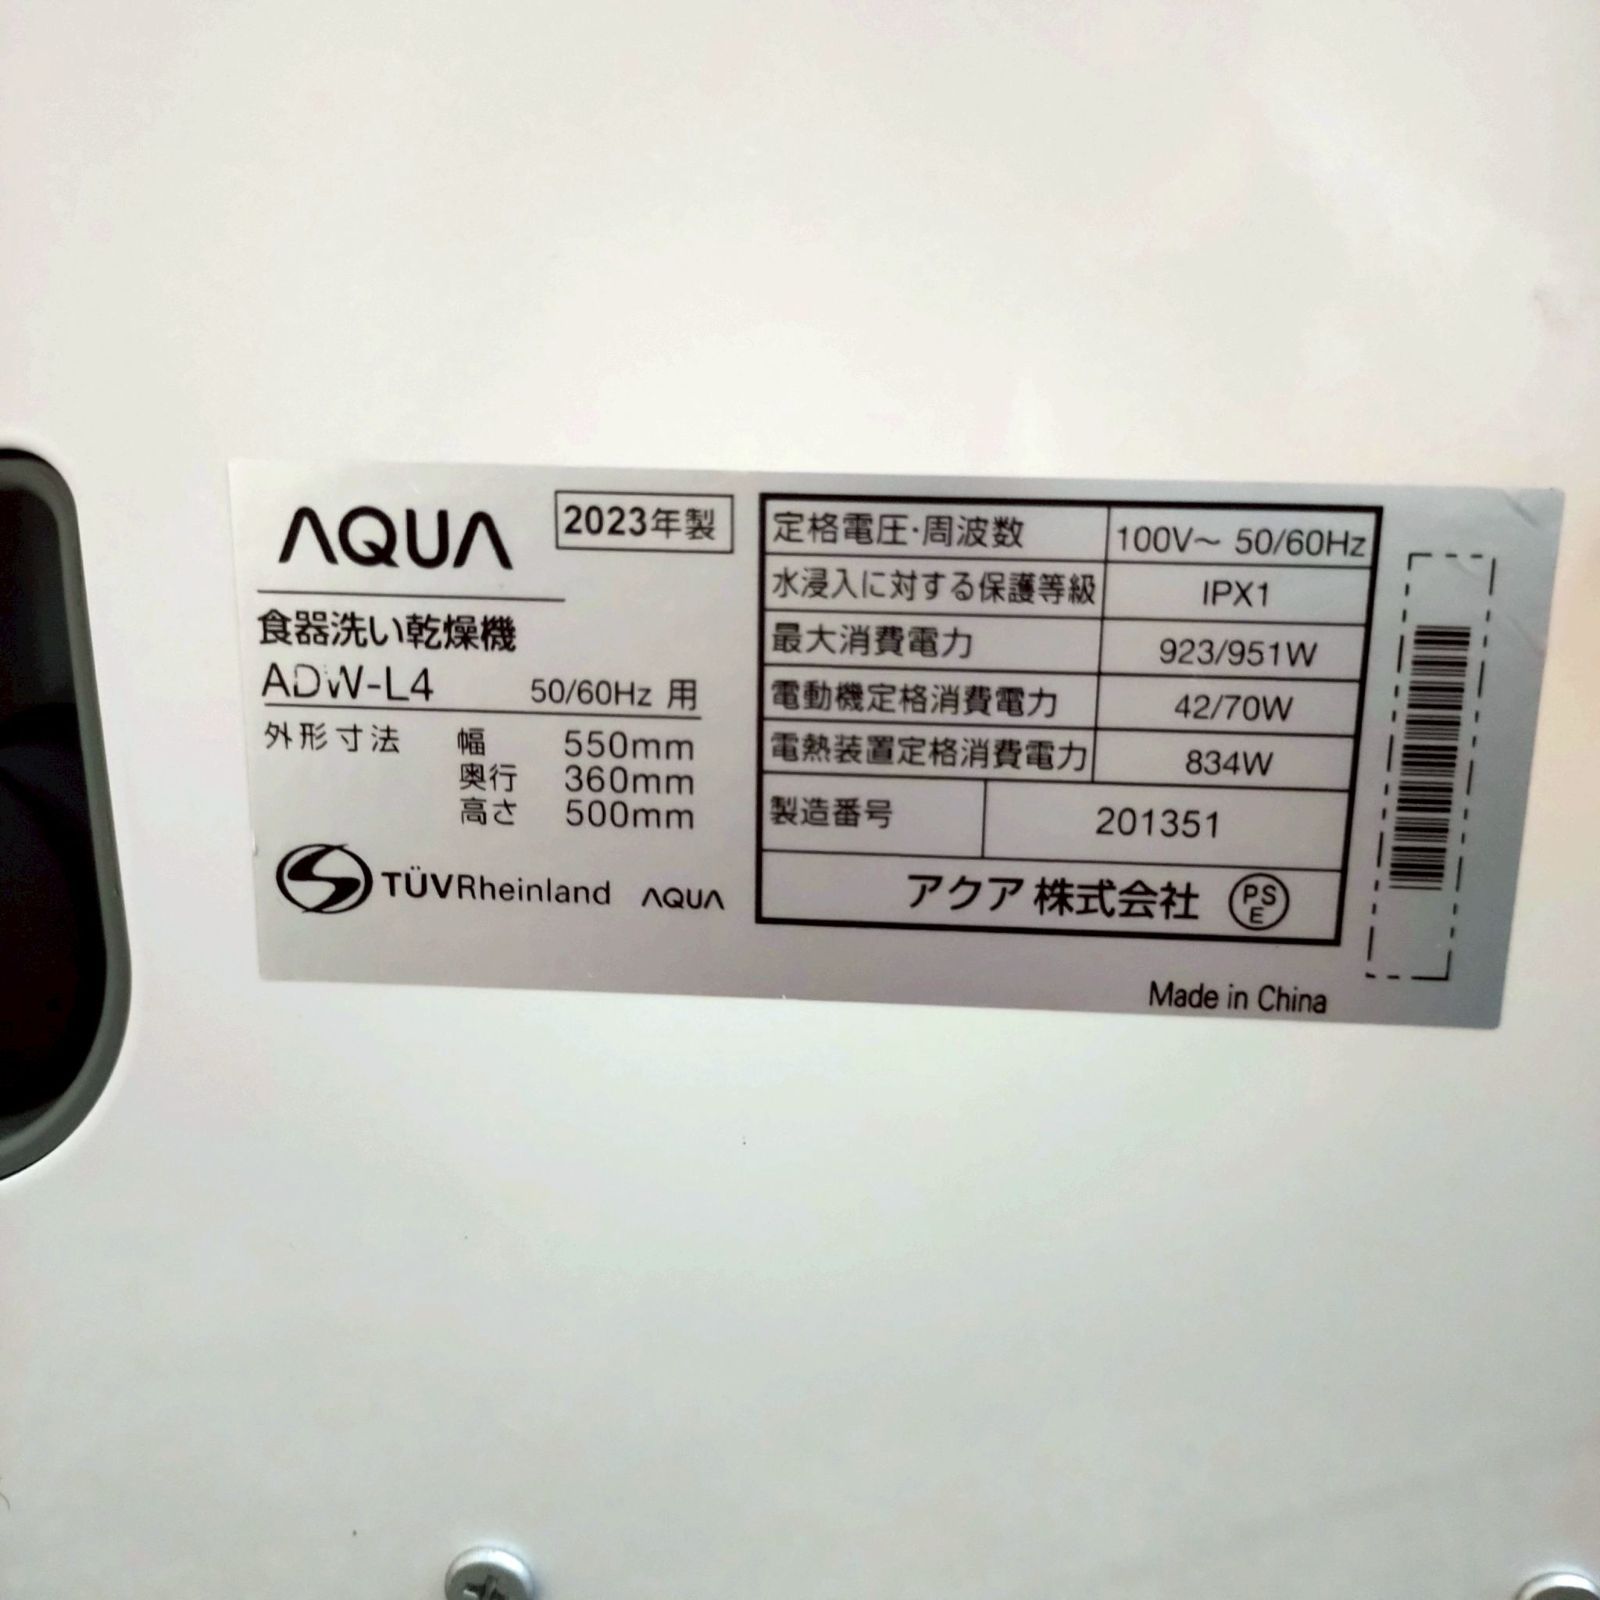 AQUA
2023年製
食器洗い乾燥機
ADW-L4 50/60Hz 用
外形寸法 幅 550mm
奥行 360mm
高さ 500mm
TÜVRheinland AQUA
定格電圧・周波数 100V～ 50/60Hz
水浸入に対する保護等級 IPX1
最大消費電力 923/951W
電動機定格消費電力 42/70W
電熱装置定格消費電力 834W
製造番号 201351
アクア 株式会社 PSE
Made in China